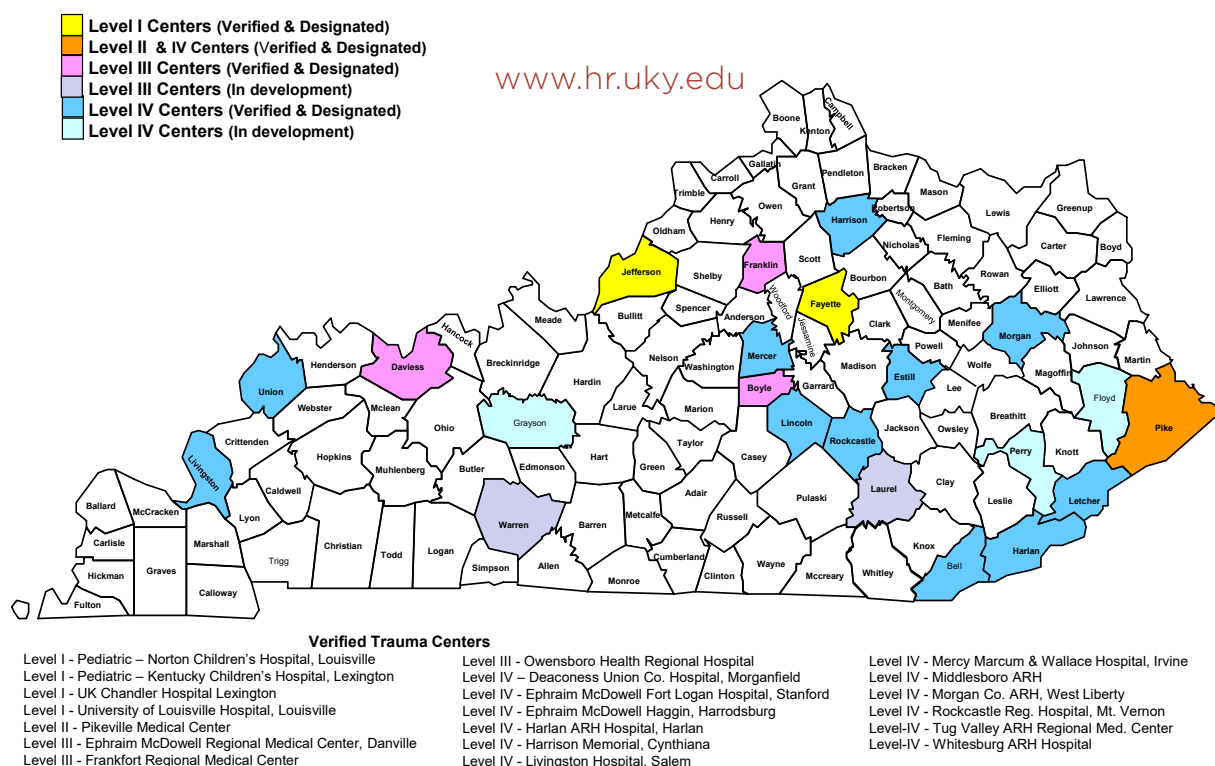 Level I Centers (Verified & Designated)
Level II & IV Centers (Verified & Designated)
Level III Centers (Verified & Designated)
Level III Centers (In development)
Level IV Centers (Verified & Designated)
Level IV Centers (In development)
www.hr.uky.edu
Boone
Kenton
Campbell
Gallatin
Carroll
Trimble
Grant
Pendleton
Bracken
Mason
Robertson
Lewis
Greenup
Owen
Henry
Oldham
Harrison
Nicholas
Fleming
Carter
Boyd
Rowan
Elliott
Lawrence
Jefferson
Shelby
Franklin
Scott
Bourbon
Bath
Montgomery
Menifee
Morgan
Johnson
Martin
Bullitt
Spencer
Anderson
Woodford
Fayette
Jessamine
Clark
Powell
Wolfe
Magoffin
Floyd
Pike
Meade
Hancock
Breckinridge
Henderson
Daviess
Union
Webster
Mclean
Ohio
Grayson
Hardin
Larue
Nelson
Washington
Marion
Mercer
Boyle
Garrard
Madison
Estill
Lee
Breathitt
Knott
Perry
Lincoln
Rockcastle
Jackson
Owsley
Crittenden
Livingston
Hopkins
Muhlenberg
Butler
Edmonson
Hart
Green
Taylor
Casey
Adair
Pulaski
Laurel
Clay
Leslie
Letcher
Harlan
Bell
Knox
Whitley
Mccreary
Wayne
Clinton
Cumberland
Russell
Metcalfe
Barren
Monroe
Allen
Warren
Simpson
Logan
Todd
Christian
Caldwell
Lyon
Trigg
Ballard
McCracken
Carlisle
Marshall
Graves
Hickman
Fulton
Calloway
Verified Trauma Centers
Level I - Pediatric – Norton Children’s Hospital, Louisville
Level I - Pediatric – Kentucky Children’s Hospital, Lexington
Level I - UK Chandler Hospital Lexington
Level I - University of Louisville Hospital, Louisville
Level II - Pikeville Medical Center
Level III - Ephraim McDowell Regional Medical Center, Danville
Level III - Frankfort Regional Medical Center
Level III - Owensboro Health Regional Hospital
Level IV – Deaconess Union Co. Hospital, Morganfield
Level IV - Ephraim McDowell Fort Logan Hospital, Stanford
Level IV - Ephraim McDowell Haggin, Harrodsburg
Level IV - Harlan ARH Hospital, Harlan
Level IV - Harrison Memorial, Cynthiana
Level IV - Livingston Hospital, Salem
Level IV - Mercy Marcum & Wallace Hospital, Irvine
Level IV - Middlesboro ARH
Level IV - Morgan Co. ARH, West Liberty
Level IV - Rockcastle Reg. Hospital, Mt. Vernon
Level-IV - Tug Valley ARH Regional Med. Center
Level-IV - Whitesburg ARH Hospital